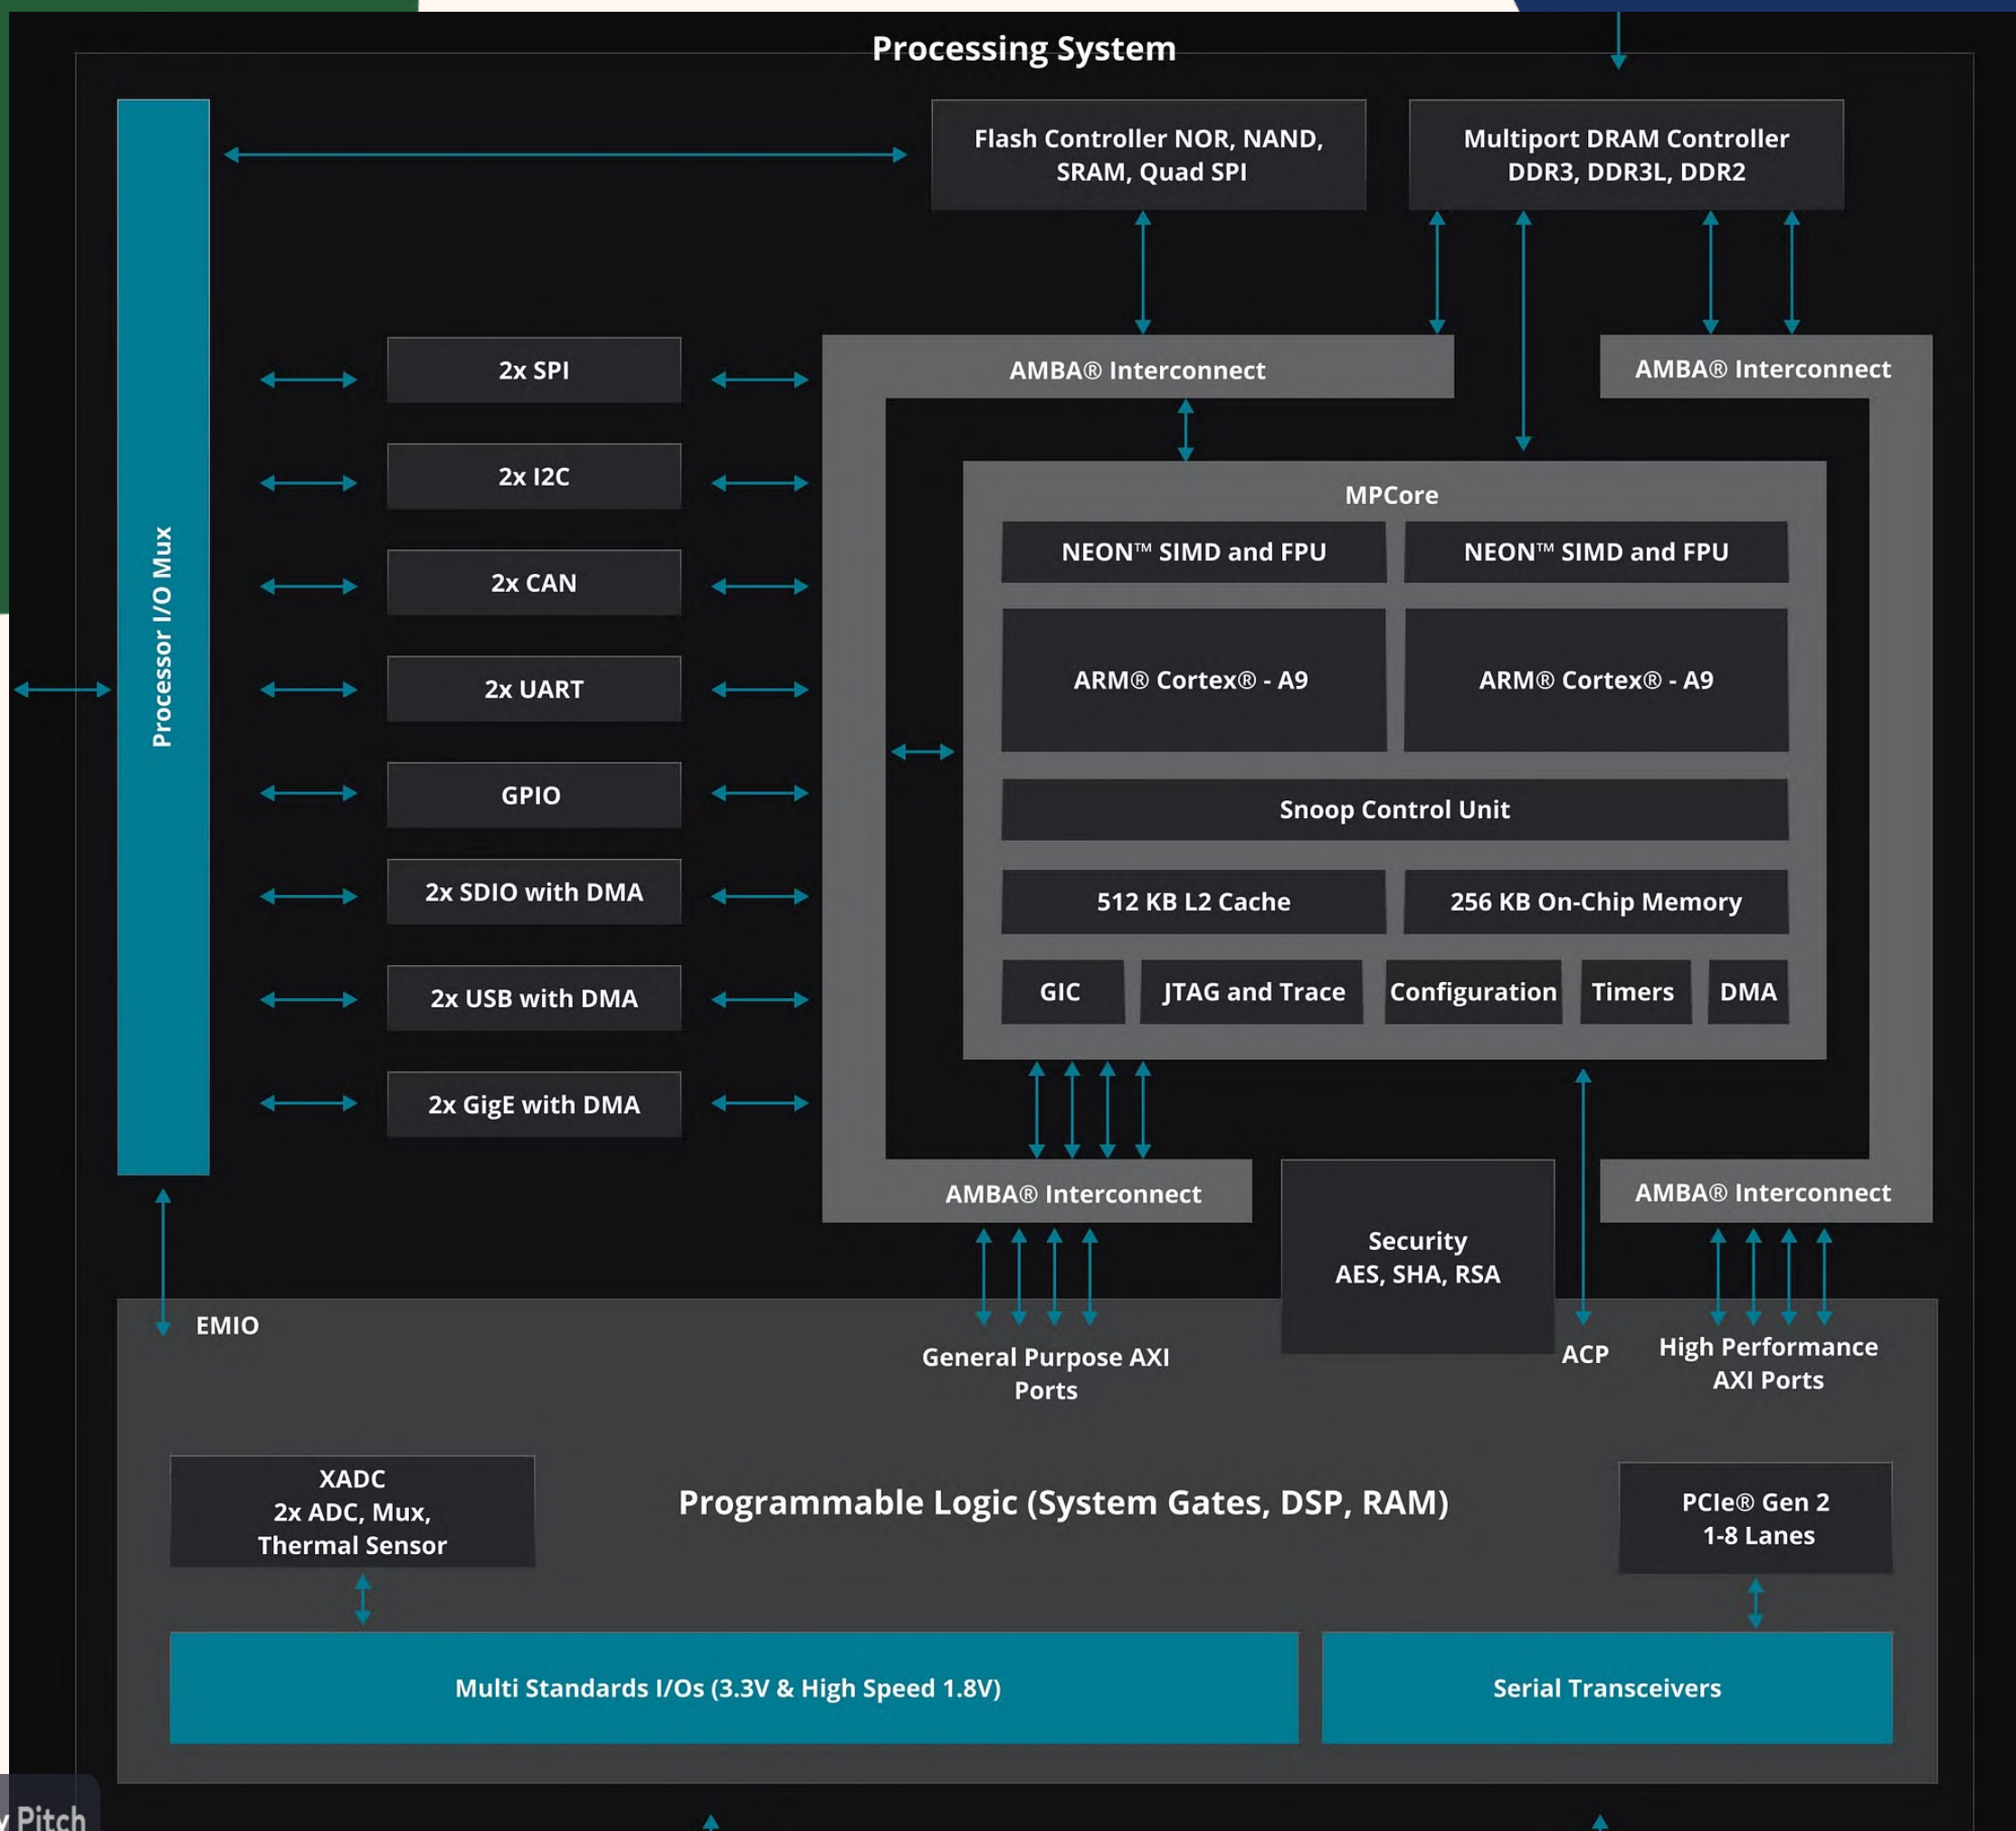 Processing System
Flash Controller NOR, NAND,
SRAM, Quad SPI
Multiport DRAM Controller
DDR3, DDR3L, DDR2
Processor I/O Mux
2x SPI
2x I2C
2x CAN
2x UART
GPIO
2x SDIO with DMA
2x USB with DMA
2x GigE with DMA
AMBA® Interconnect
AMBA® Interconnect
MPCore
NEON™ SIMD and FPU
NEON™ SIMD and FPU
ARM® Cortex® - A9
ARM® Cortex® - A9
Snoop Control Unit
512 KB L2 Cache
256 KB On-Chip Memory
GIC
JTAG and Trace
Configuration
Timers
DMA
AMBA® Interconnect
Security
AES, SHA, RSA
AMBA® Interconnect
EMIO
General Purpose AXI
Ports
ACP
High Performance
AXI Ports
XADC
2x ADC, Mux,
Thermal Sensor
Programmable Logic (System Gates, DSP, RAM)
PCIe® Gen 2
1-8 Lanes
Multi Standards I/Os (3.3V & High Speed 1.8V)
Serial Transceivers
Pitch